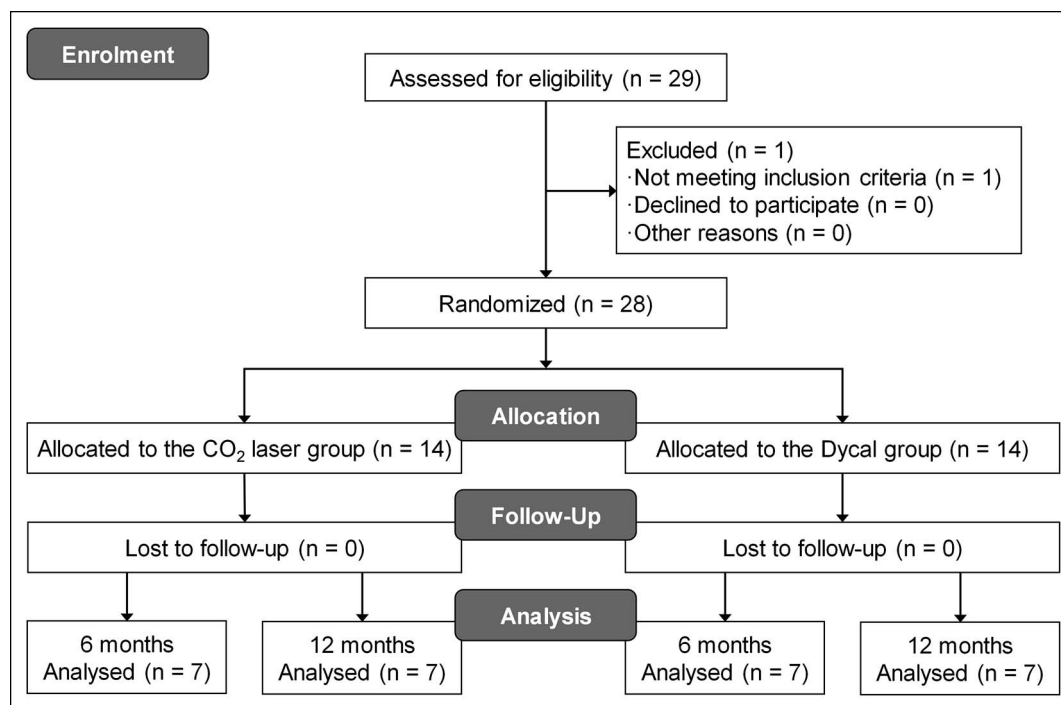 Enrolment
Assessed for eligibility (n = 29)
Excluded (n = 1)
·Not meeting inclusion criteria (n = 1)
·Declined to participate (n = 0)
·Other reasons (n = 0)
Randomized (n = 28)
Allocation
Allocated to the CO₂ laser group (n = 14)
Allocated to the Dycal group (n = 14)
Follow-Up
Lost to follow-up (n = 0)
Lost to follow-up (n = 0)
Analysis
6 months
Analysed (n = 7)
12 months
Analysed (n = 7)
6 months
Analysed (n = 7)
12 months
Analysed (n = 7)